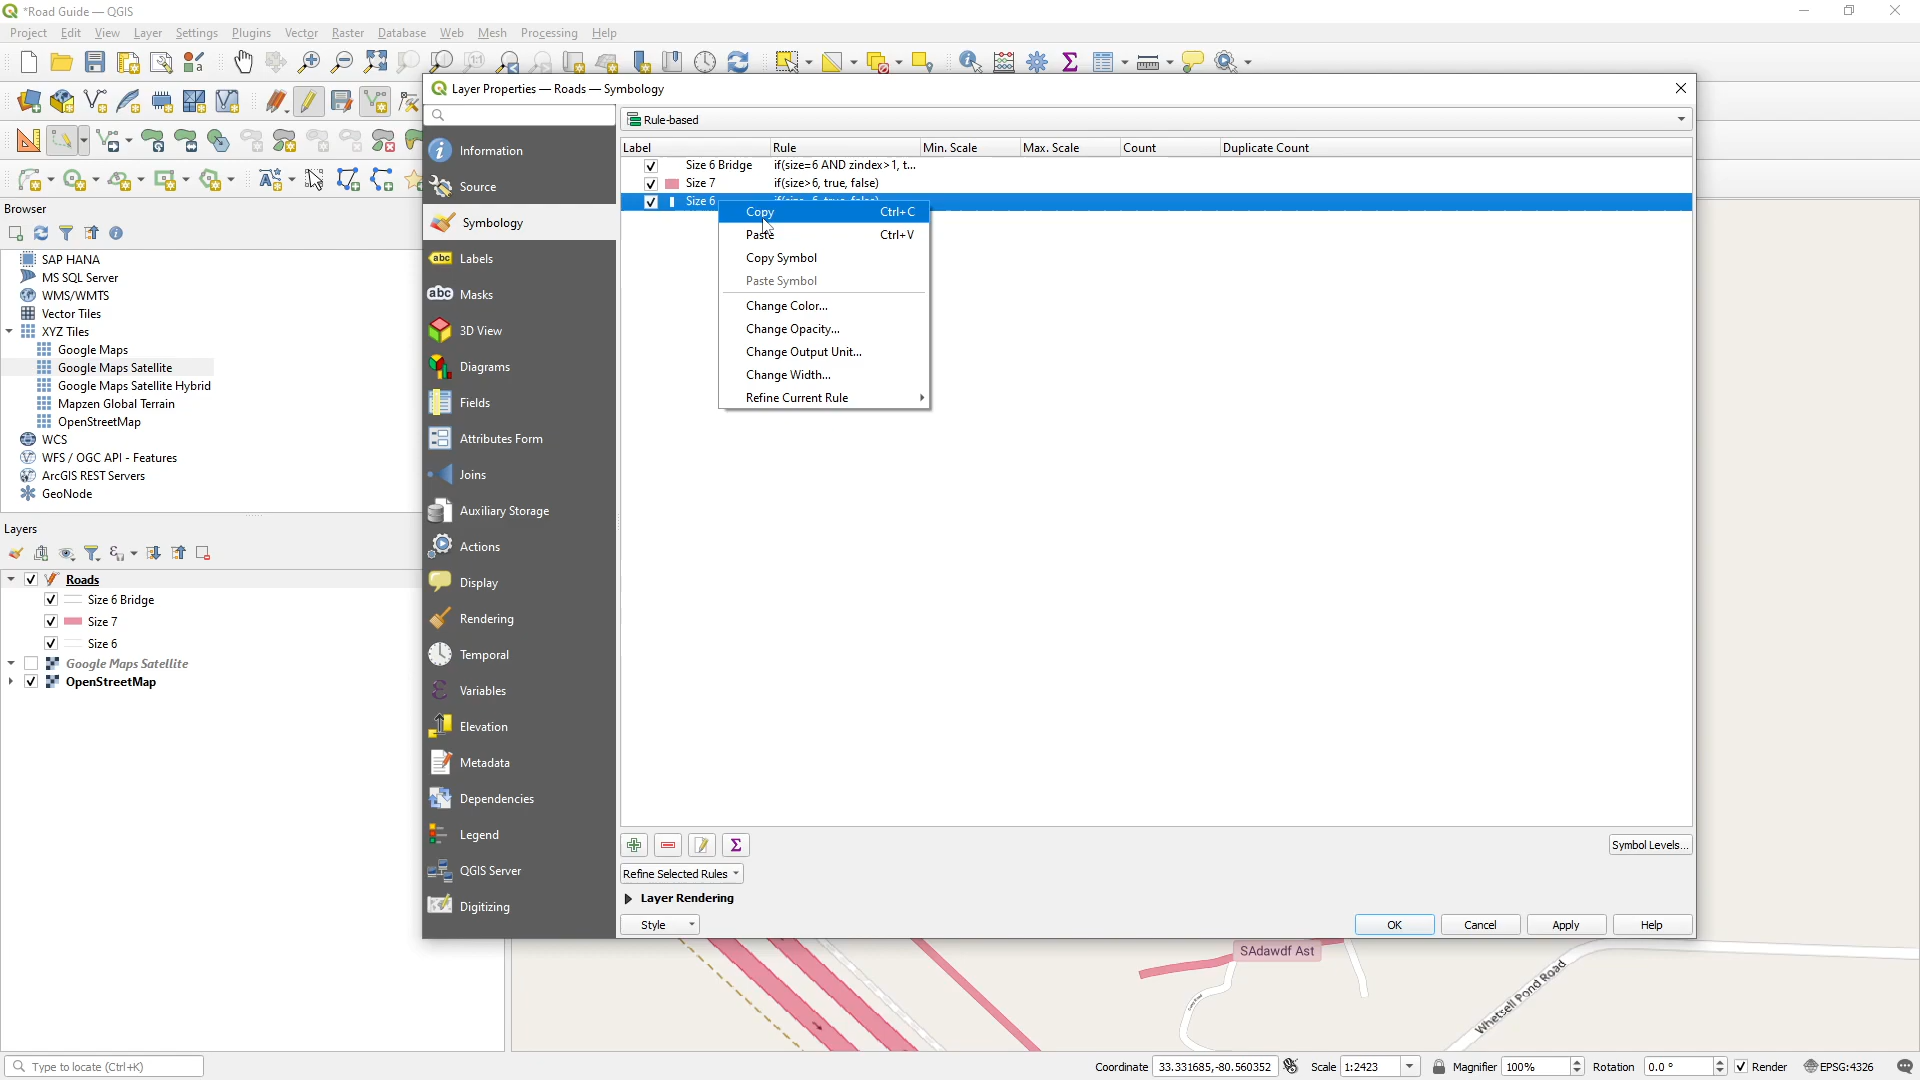 *Road Guide — QGIS
Project Edit View Layer Settings Plugins Vector Raster Database Web Mesh Processing Help
Layer Properties — Roads — Symbology
Information
Source
Symbology
Labels
Masks
3D View
Diagrams
Fields
Attributes Form
Joins
Auxiliary Storage
Actions
Display
Rendering
Temporal
Variables
Elevation
Metadata
Dependencies
Legend
QGIS Server
Digitizing
Rule-based
Label Rule Min. Scale Max. Scale Count Duplicate Count
Size 6 Bridge if(size=6 AND zindex>1, t...
Size 7 if(size>6, true, false)
Size 6
Copy Ctrl+C
Paste Ctrl+V
Copy Symbol
Paste Symbol
Change Color...
Change Opacity...
Change Output Unit...
Change Width...
Refine Current Rule
Symbol Levels...
Refine Selected Rules
Layer Rendering
Style OK Cancel Apply Help
Browser
SAP HANA
MS SQL Server
WMS/WMTS
Vector Tiles
XYZ Tiles
Google Maps
Google Maps Satellite
Google Maps Satellite Hybrid
Mapzen Global Terrain
OpenStreetMap
WCS
WFS / OGC API - Features
ArcGIS REST Servers
GeoNode
Layers
Roads
Size 6 Bridge
Size 7
Size 6
Google Maps Satellite
OpenStreetMap
SAdawdf Ast
Whetsell Pond Road
Type to locate (Ctrl+K) Coordinate 33.331685,-80.560352 Scale 1:2423 Magnifier 100% Rotation 0.0 ° Render EPSG:4326